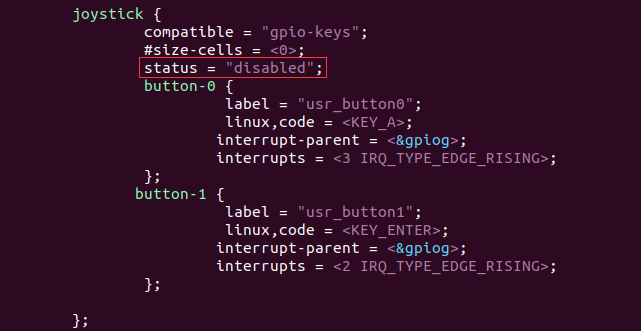 joystick {
compatible = "gpio-keys";
#size-cells = <0>;
status = "disabled";
button-0 {
label = "usr_button0";
linux,code = <KEY_A>;
interrupt-parent = <&gpiog>;
interrupts = <3 IRQ_TYPE_EDGE_RISING>;
};
button-1 {
label = "usr_button1";
linux,code = <KEY_ENTER>;
interrupt-parent = <&gpiog>;
interrupts = <2 IRQ_TYPE_EDGE_RISING>;
};
};